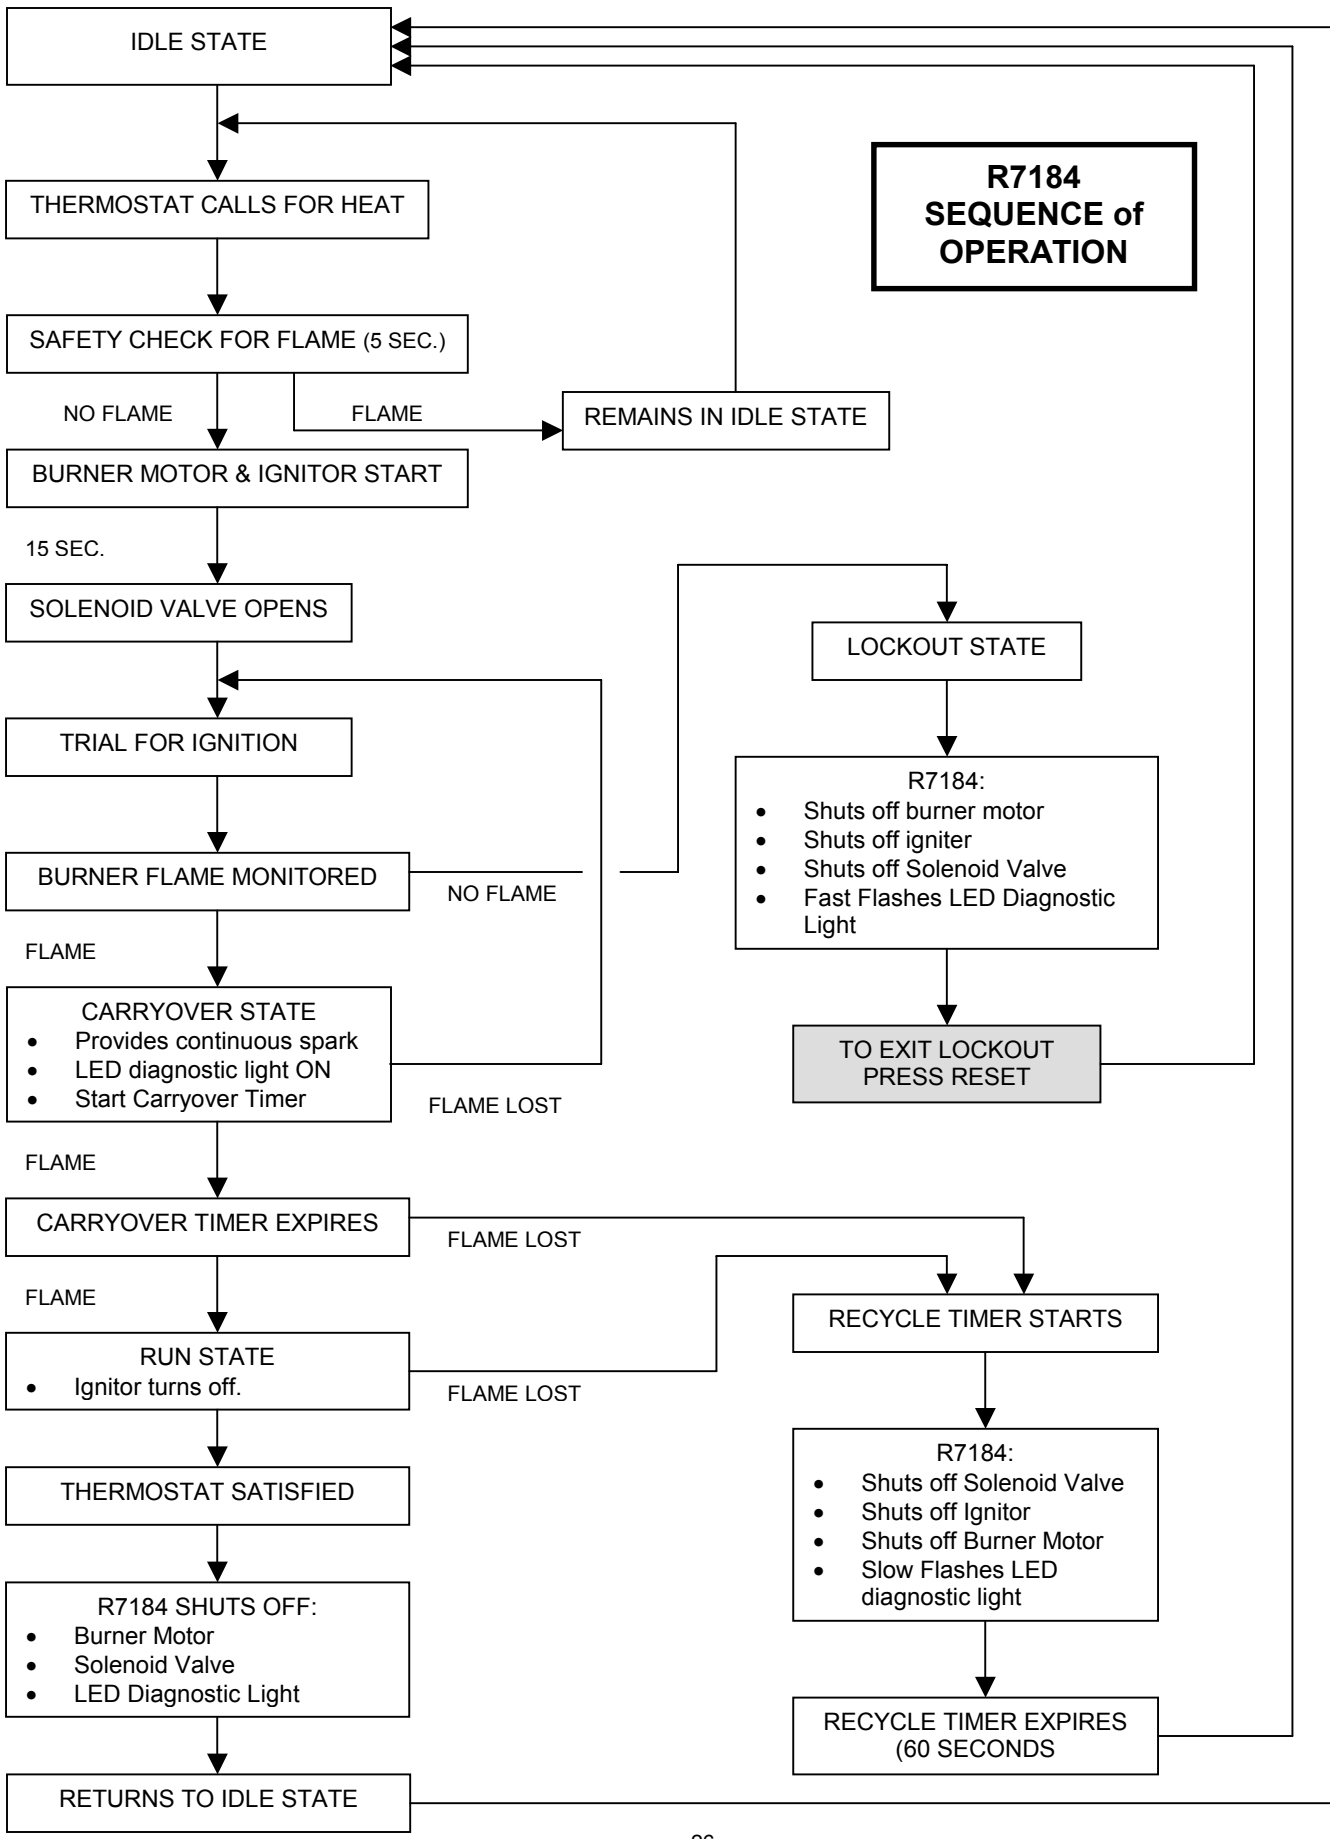 IDLE STATE
R7184
SEQUENCE of
OPERATION
THERMOSTAT CALLS FOR HEAT
SAFETY CHECK FOR FLAME (5 SEC.)
NO FLAME
FLAME
REMAINS IN IDLE STATE
BURNER MOTOR & IGNITOR START
15 SEC.
SOLENOID VALVE OPENS
LOCKOUT STATE
TRIAL FOR IGNITION
R7184:
• Shuts off burner motor
• Shuts off igniter
• Shuts off Solenoid Valve
• Fast Flashes LED Diagnostic
Light
BURNER FLAME MONITORED
NO FLAME
FLAME
CARRYOVER STATE
• Provides continuous spark
• LED diagnostic light ON
• Start Carryover Timer
FLAME LOST
TO EXIT LOCKOUT
PRESS RESET
FLAME
CARRYOVER TIMER EXPIRES
FLAME LOST
FLAME
RECYCLE TIMER STARTS
RUN STATE
• Ignitor turns off.
FLAME LOST
THERMOSTAT SATISFIED
R7184:
• Shuts off Solenoid Valve
• Shuts off Ignitor
• Shuts off Burner Motor
• Slow Flashes LED
diagnostic light
R7184 SHUTS OFF:
• Burner Motor
• Solenoid Valve
• LED Diagnostic Light
RECYCLE TIMER EXPIRES
(60 SECONDS
RETURNS TO IDLE STATE